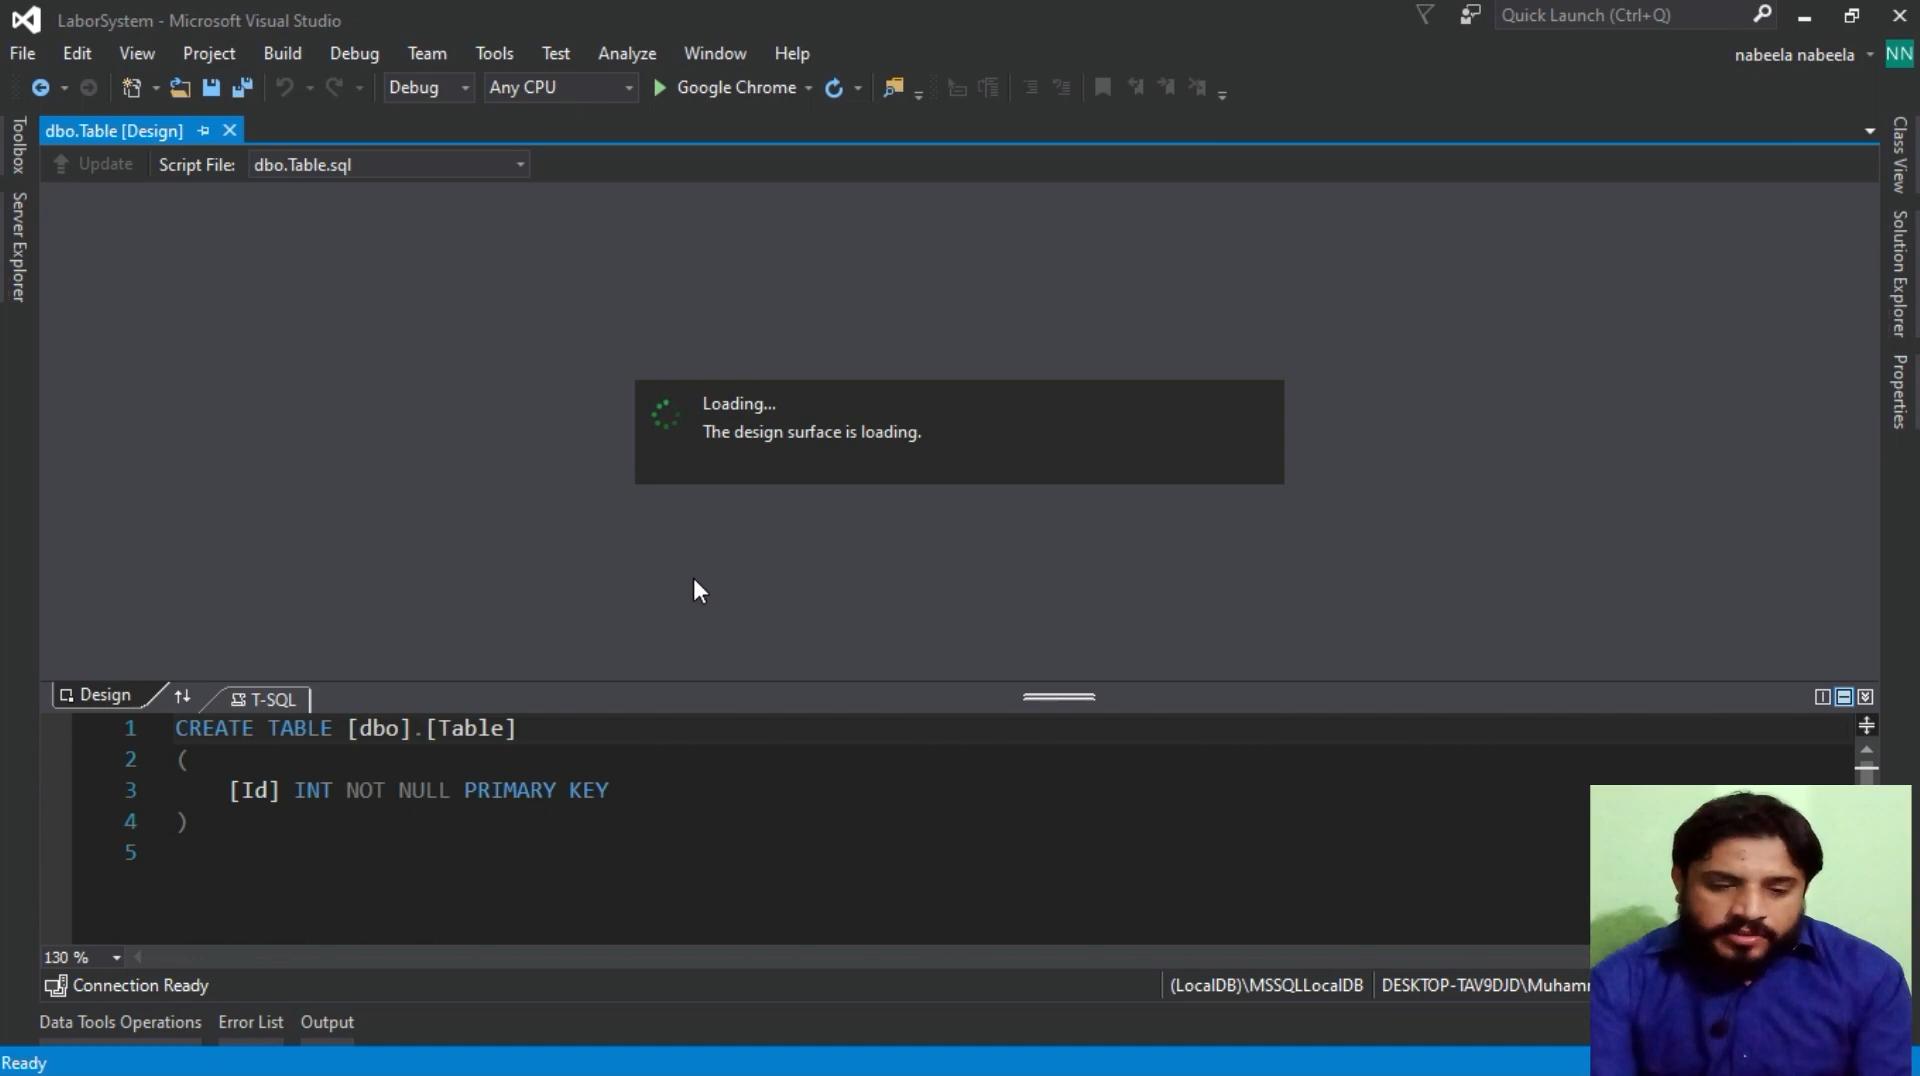 LaborSystem - Microsoft Visual Studio
Quick Launch (Ctrl+Q)
File Edit View Project Build Debug Team Tools Test Analyze Window Help
nabeela nabeela NN
Debug Any CPU Google Chrome
dbo.Table [Design]
Update Script File: dbo.Table.sql
Toolbox
Server Explorer
Class View
Solution Explorer
Properties
Loading...
The design surface is loading.
Design T-SQL
1 CREATE TABLE [dbo].[Table]
2 (
3 [Id] INT NOT NULL PRIMARY KEY
4 )
5
130 %
Connection Ready (LocalDB)\MSSQLLocalDB DESKTOP-TAV9DJD\Muhamm
Data Tools Operations Error List Output
Ready